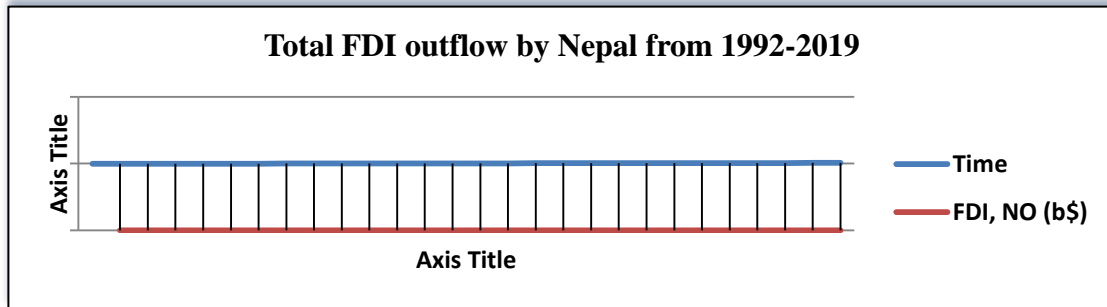 Total FDI outflow by Nepal from 1992-2019
Axis Title
Time
FDI, NO (b$)
Axis Title